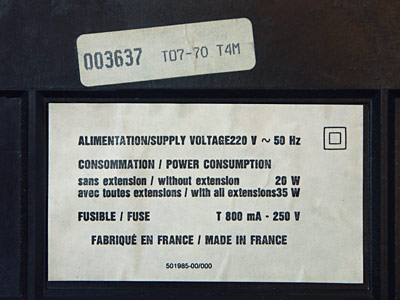 003637 T07-70 T4M
ALIMENTATION/SUPPLY VOLTAGE220 V ~ 50 Hz
CONSOMMATION / POWER CONSUMPTION
sans extension / without extension 20 W
avec toutes extensions / with all extensions35 W
FUSIBLE / FUSE T 800 mA - 250 V
FABRIQUÉ EN FRANCE / MADE IN FRANCE
501985-00/000